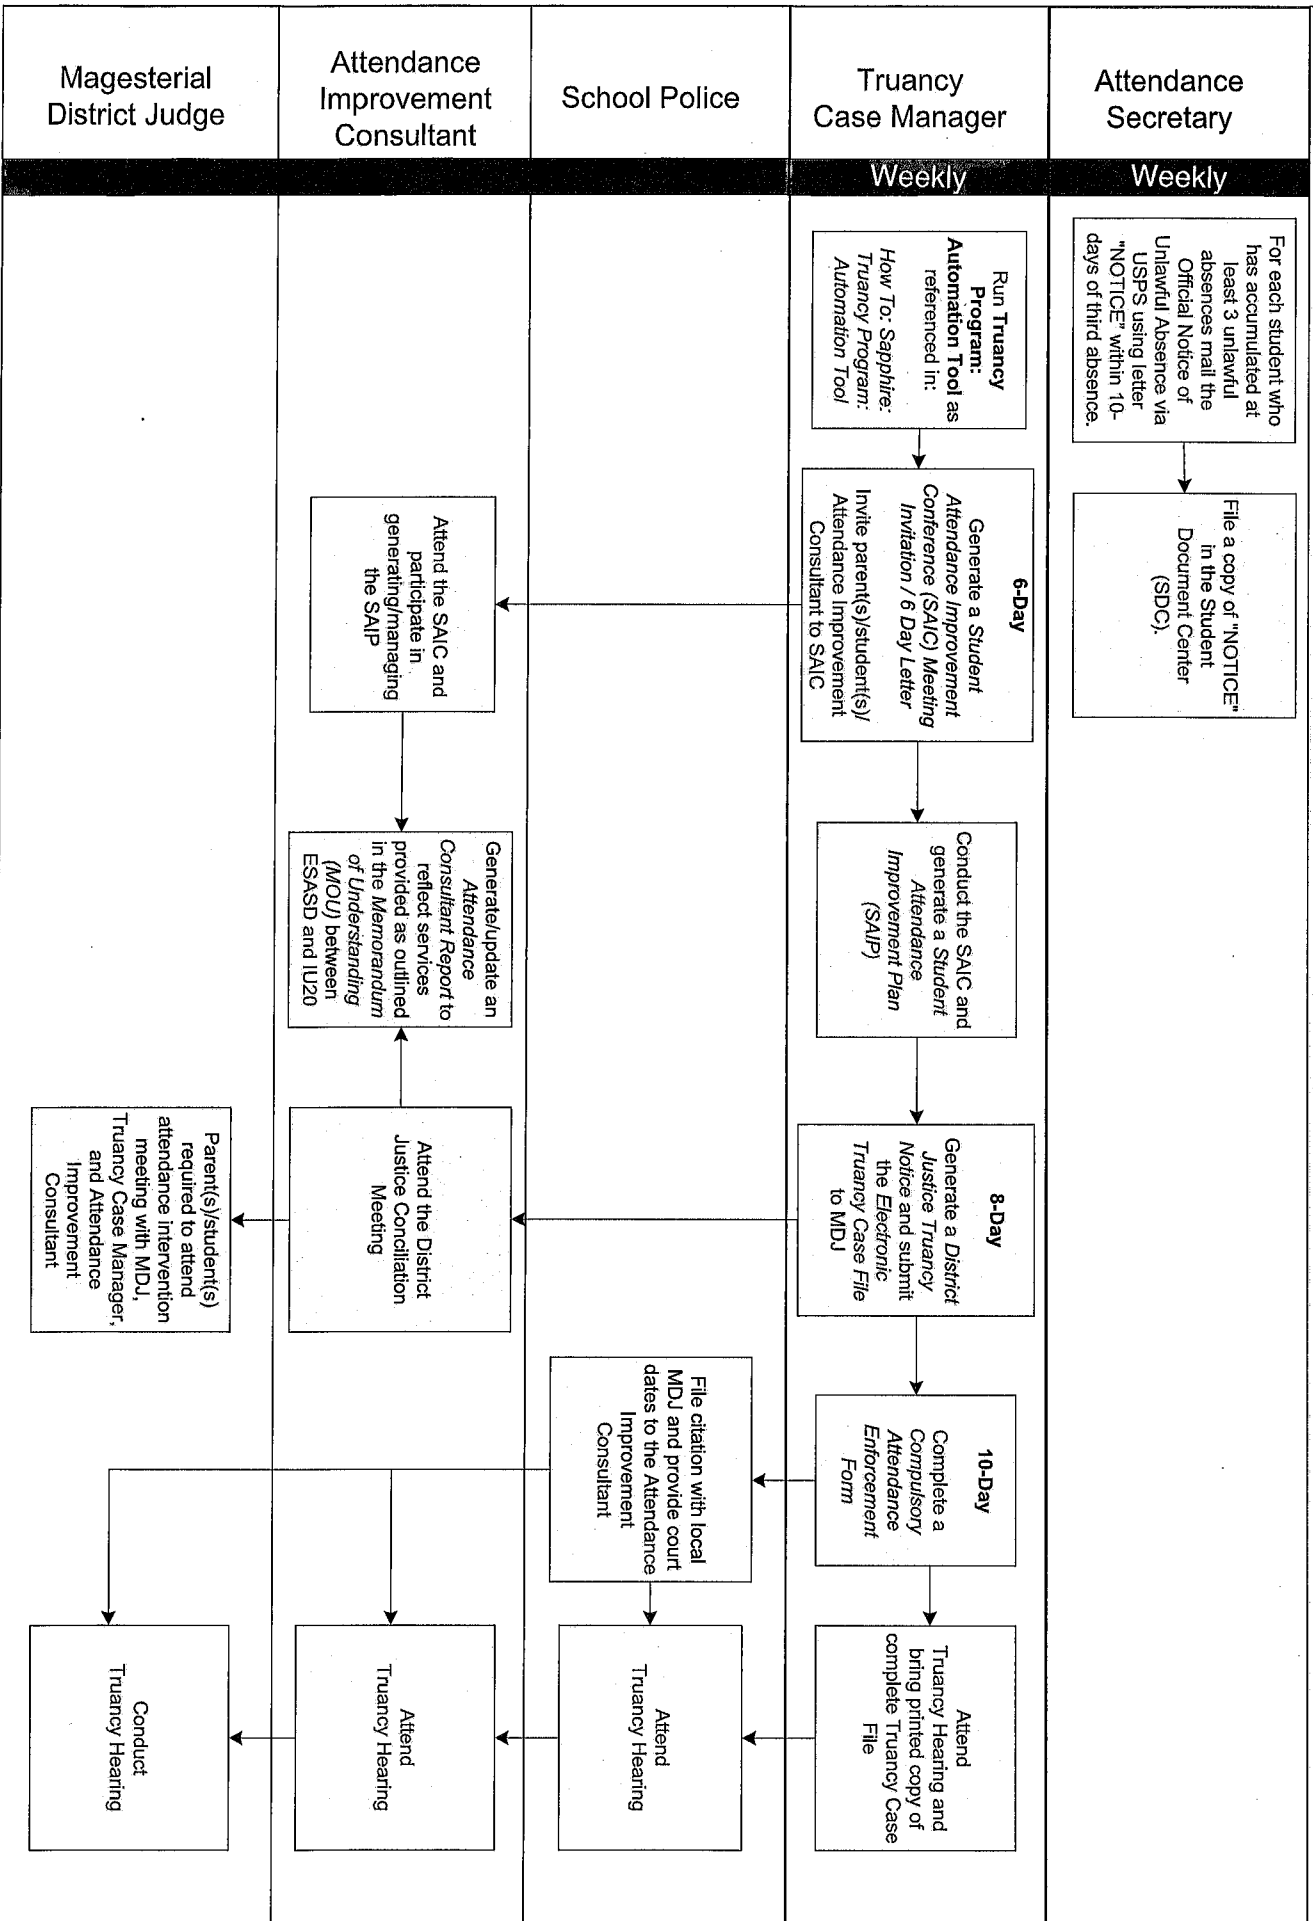 Magesterial
District Judge
Attendance
Improvement
Consultant
School Police
Truancy
Case Manager
Attendance
Secretary
Weekly
Weekly
For each student who
has accumulated at
least 3 unlawful
absences mail the
Official Notice of
Unlawful Absence via
USPS using letter
"NOTICE" within 10-
days of third absence.
File a copy of "NOTICE"
in the Student
Document Center
(SDC).
Run Truancy
Program:
Automation Tool as
referenced in:
How To: Sapphire:
Truancy Program:
Automation Tool
6-Day
Generate a Student
Attendance Improvement
Conference (SAIC) Meeting
Invitation / 6 Day Letter
Invite parent(s)/student(s)/
Attendance Improvement
Consultant to SAIC
Conduct the SAIC and
generate a Student
Attendance
Improvement Plan
(SAIP)
8-Day
Generate a District
Justice Truancy
Notice and submit
the Electronic
Truancy Case File
to MDJ
10-Day
Complete a
Compulsory
Attendance
Enforcement
Form
Attend
Truancy Hearing and
bring printed copy of
complete Truancy Case
File
File citation with local
MDJ and provide court
dates to the Attendance
Improvement
Consultant
Attend
Truancy Hearing
Attend the SAIC and
participate in
generating/managing
the SAIP
Generate/update an
Attendance
Consultant Report to
reflect services
provided as outlined
in the Memorandum
of Understanding
(MOU) between
ESASD and IU20
Attend the District
Justice Conciliation
Meeting
Attend
Truancy Hearing
Parent(s)/student(s)
required to attend
attendance intervention
meeting with MDJ,
Truancy Case Manager,
and Attendance
Improvement
Consultant
Conduct
Truancy Hearing